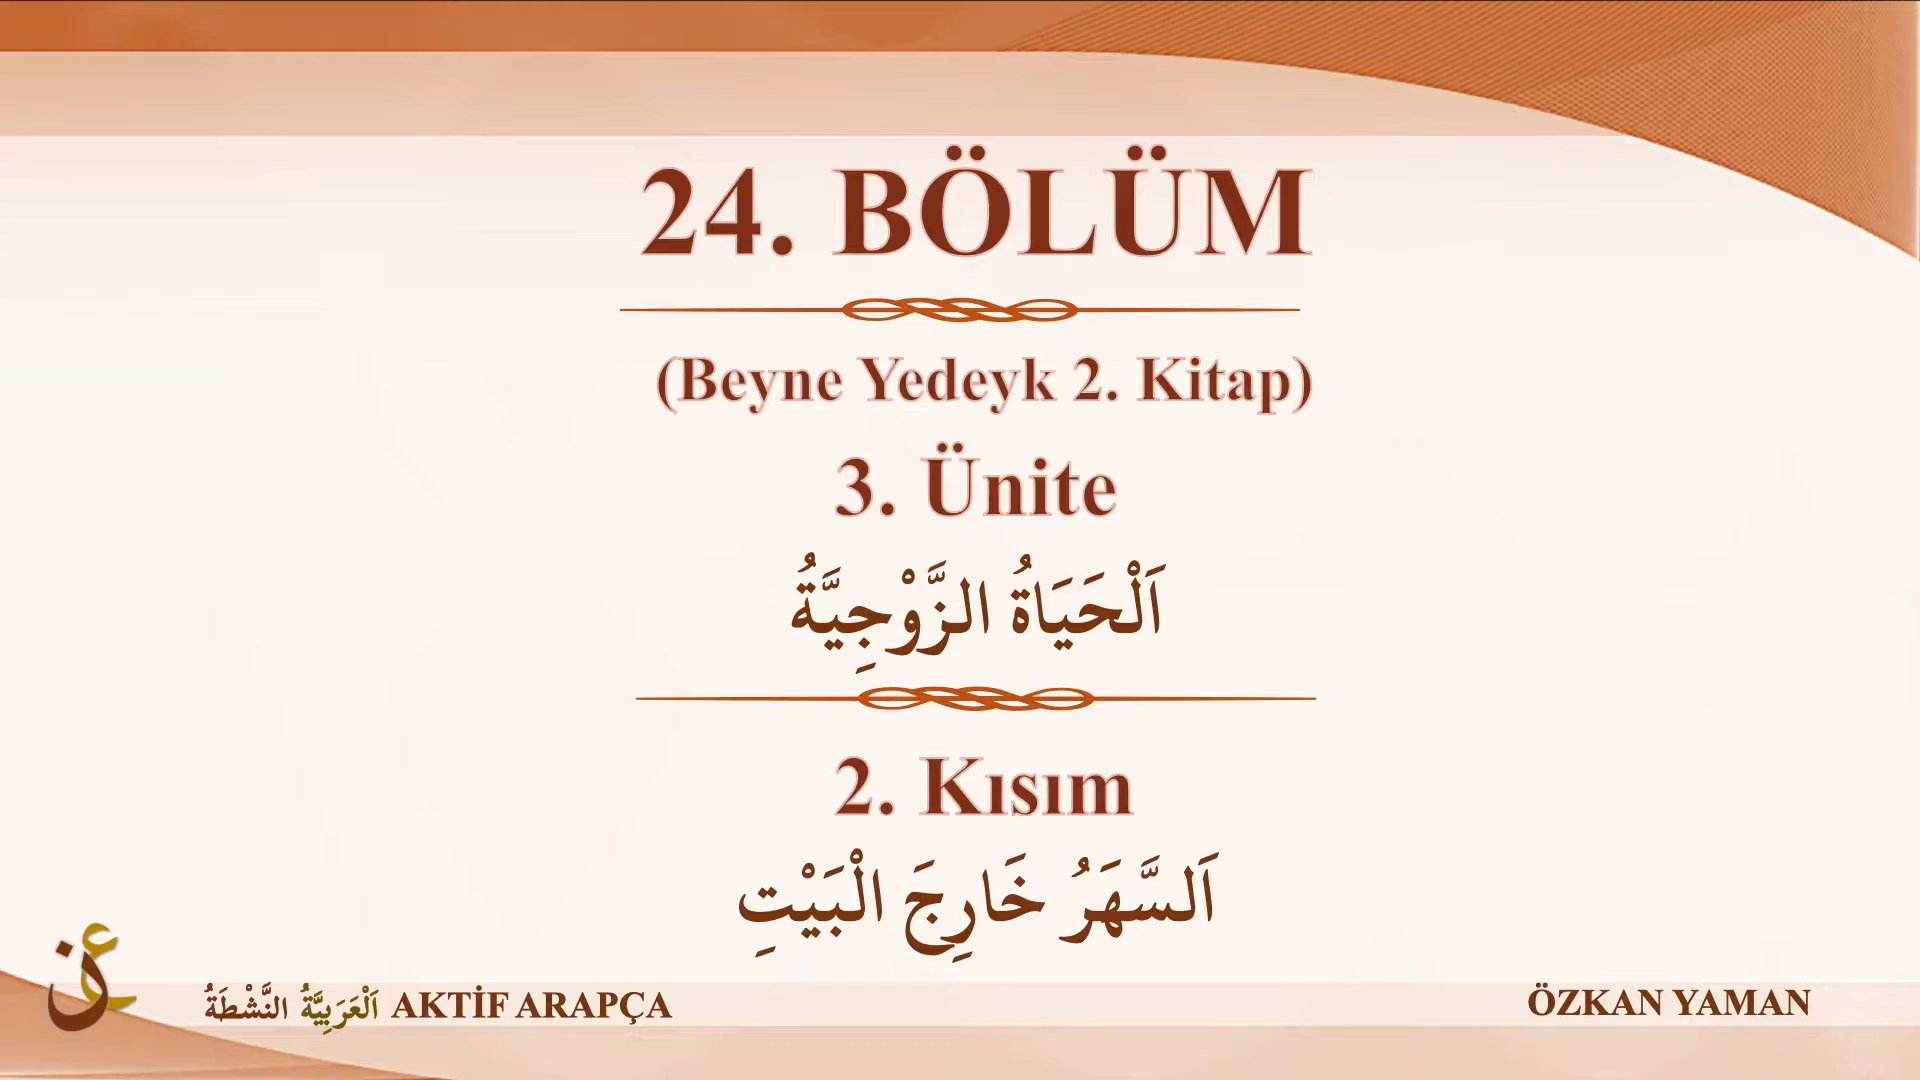 24. BÖLÜM
(Beyne Yedeyk 2. Kitap)
3. Ünite
اَلْحَيَاةُ الزَّوْجِيَّةُ
2. Kısım
اَلسَّهَرُ خَارِجَ الْبَيْتِ
اَلْعَرَبِيَّةُ النَّشْطَةُ AKTİF ARAPÇA
ÖZKAN YAMAN